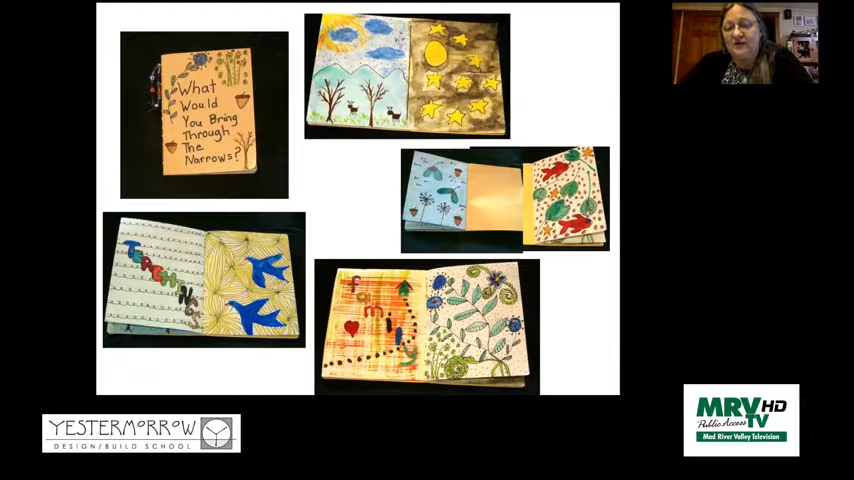 What
Would
You Bring
Through
The
Narrows?
TEACHINGS
family
YESTERMORROW
DESIGN/BUILD SCHOOL
MRV HD
Public Access TV
Mad River Valley Television